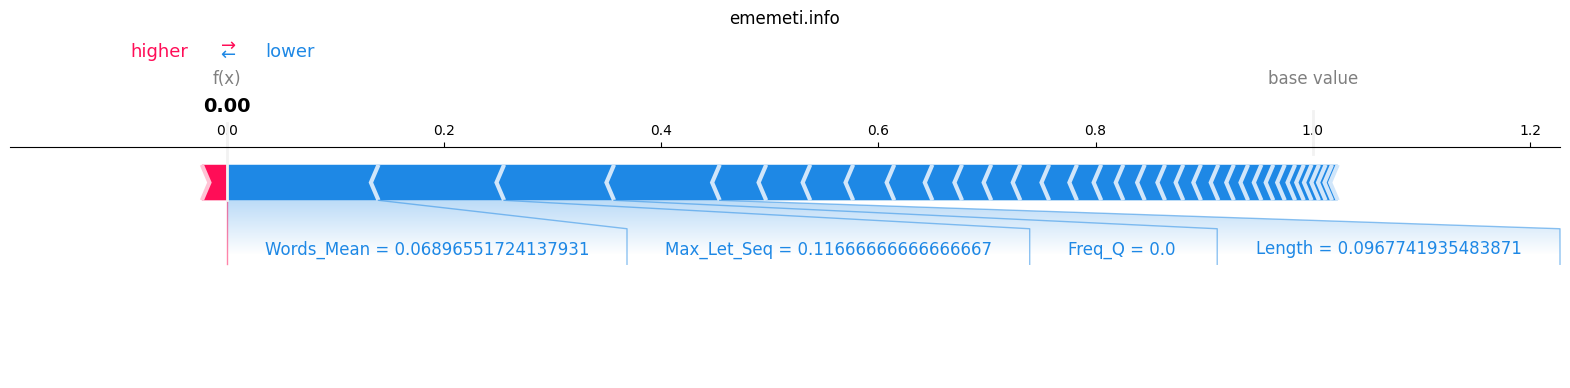 ememeti.info
higher ⇄ lower
f(x)
base value
0.00
0.0 0.2 0.4 0.6 0.8 1.0 1.2
Words_Mean = 0.06896551724137931
Max_Let_Seq = 0.11666666666666667
Freq_Q = 0.0
Length = 0.0967741935483871